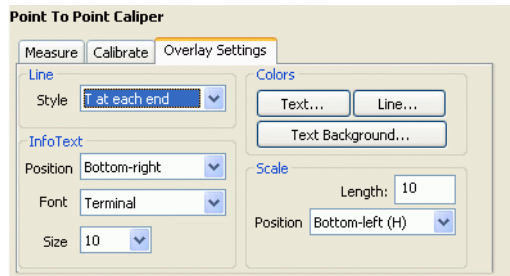 Point To Point Caliper
Measure Calibrate Overlay Settings
Line
Style T at each end
InfoText
Position Bottom-right
Font Terminal
Size 10
Colors
Text... Line...
Text Background...
Scale
Length: 10
Position Bottom-left (H)